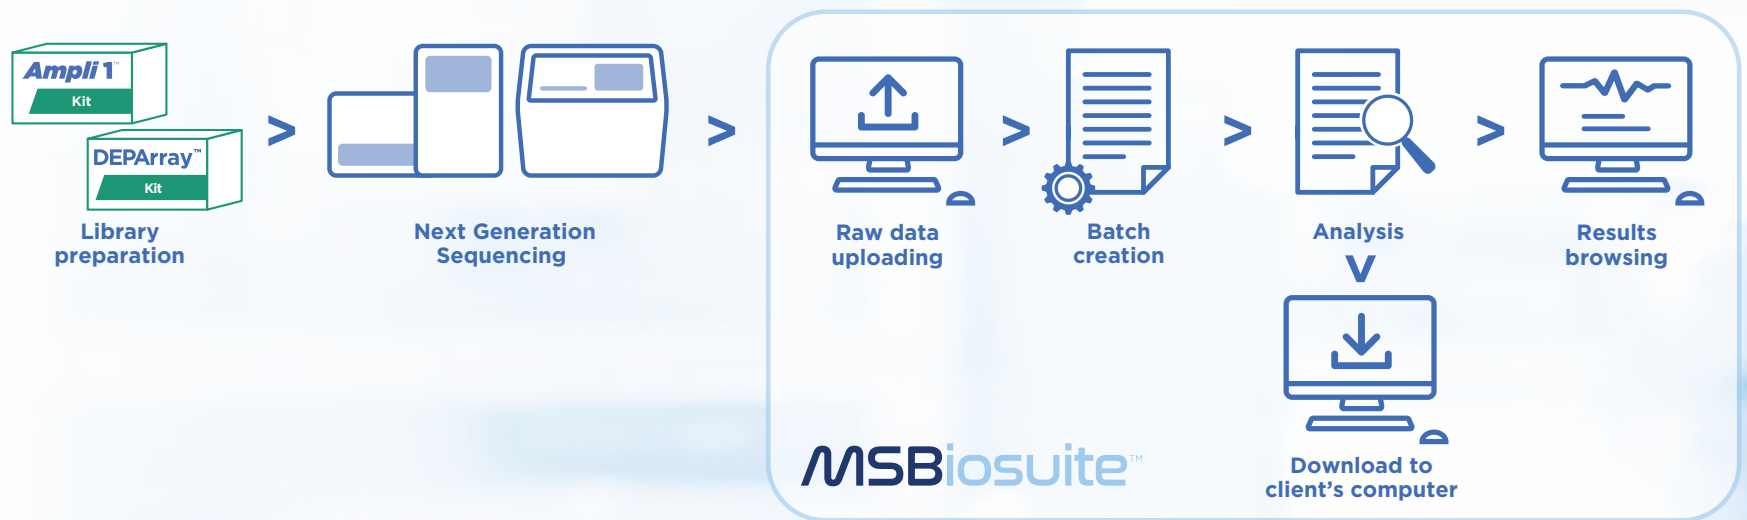 Ampli1™
Kit
DEPArray™
Kit
Library
preparation
>
Next Generation
Sequencing
>
Raw data
uploading
>
Batch
creation
>
Analysis
>
Results
browsing
>
Download to
client's computer
MSBiosuite™